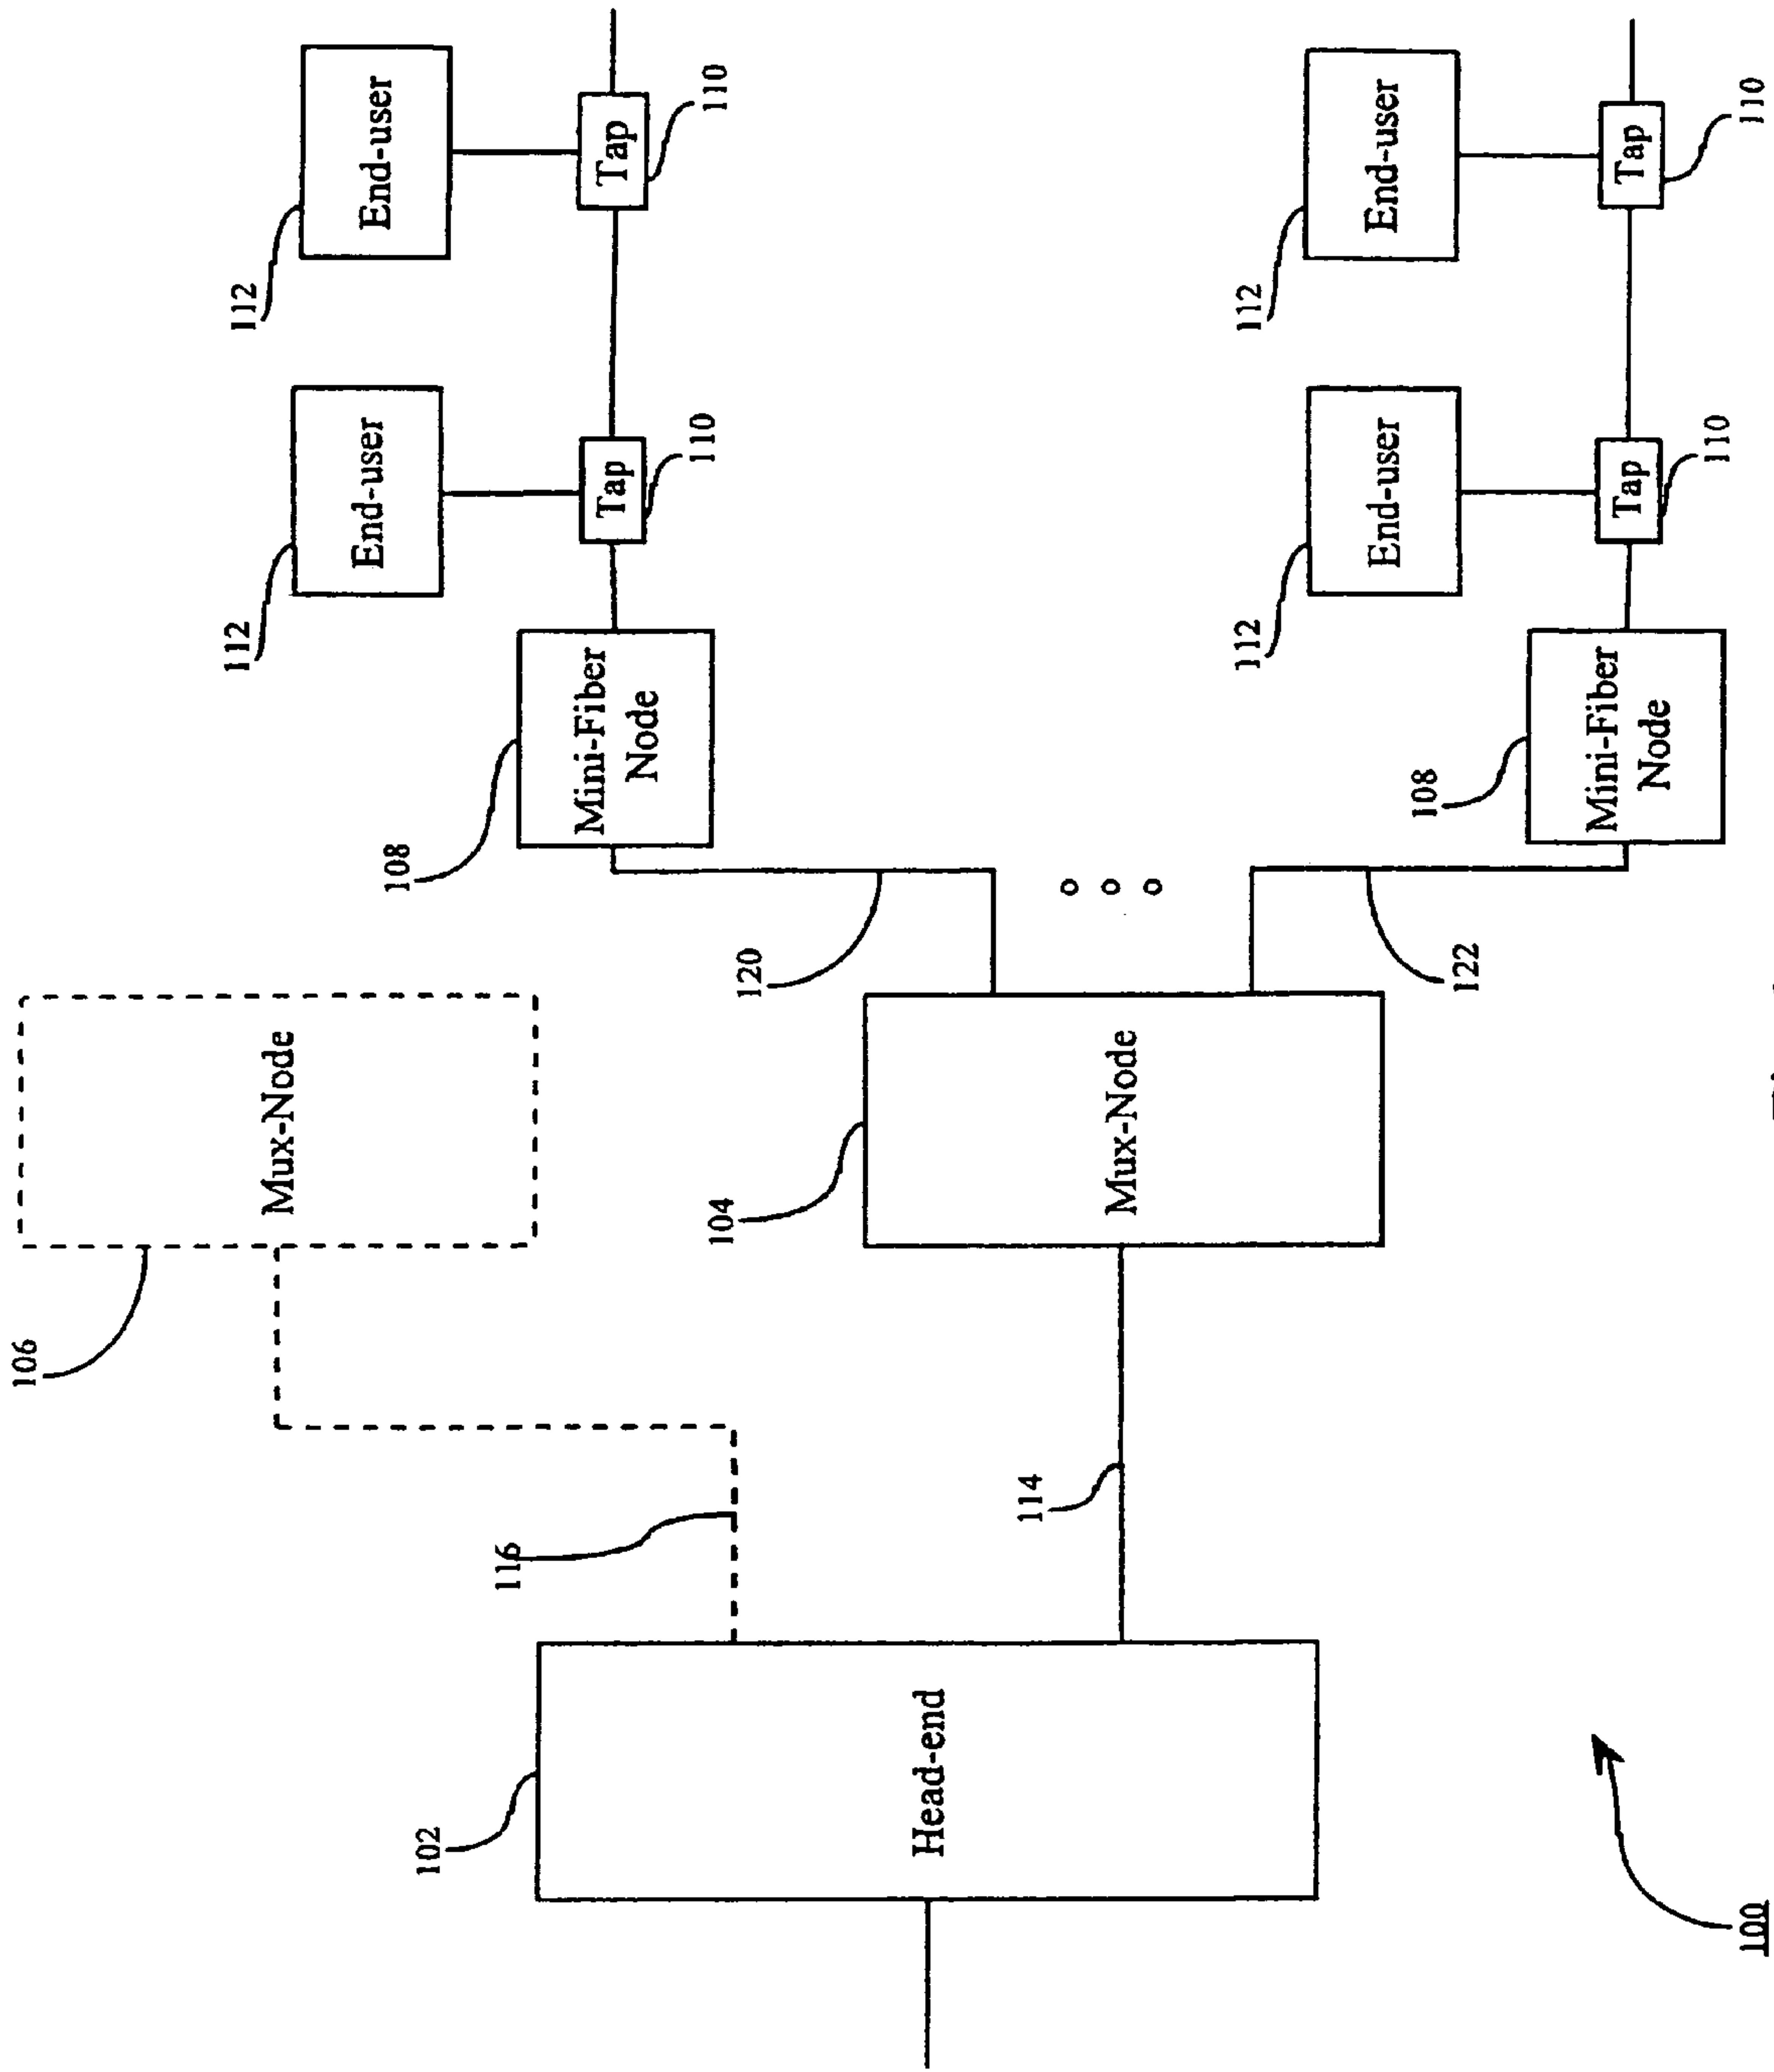 106
112
112
Mux-Node
End-user
End-user
108
102
116
Mini-Fiber
Node
Tap
Tap
110
110
104
120
Head-end
114
Mux-Node
112
112
End-user
End-user
108
122
Mini-Fiber
Node
Tap
Tap
110
110
100